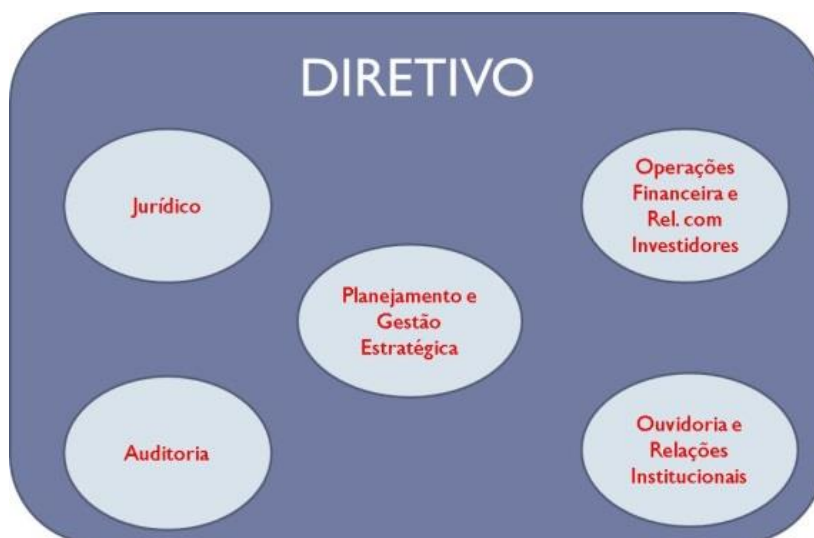 DIRETIVO
Jurídico
Operações
Financeira e
Rel. com
Investidores
Planejamento e
Gestão
Estratégica
Auditoria
Ouvidoria e
Relações
Institucionais